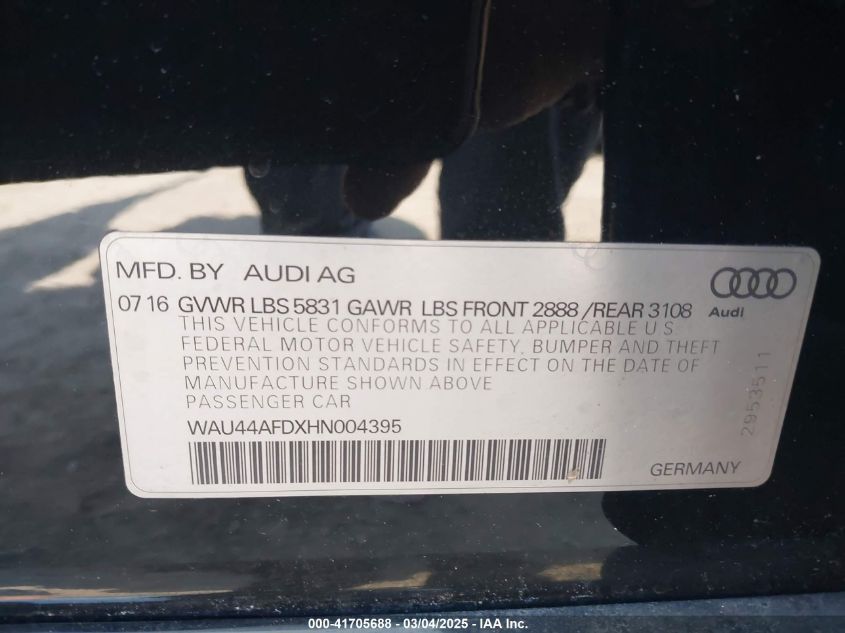 MFD. BY AUDI AG
Audi
07 16 GVWR LBS 5831 GAWR LBS FRONT 2888 / REAR 3108
THIS VEHICLE CONFORMS TO ALL APPLICABLE U S
FEDERAL MOTOR VEHICLE SAFETY, BUMPER AND THEFT
PREVENTION STANDARDS IN EFFECT ON THE DATE OF
MANUFACTURE SHOWN ABOVE
PASSENGER CAR
WAU44AFDXHN004395
GERMANY
2953511
000-41705688 - 03/04/2025 - IAA Inc.